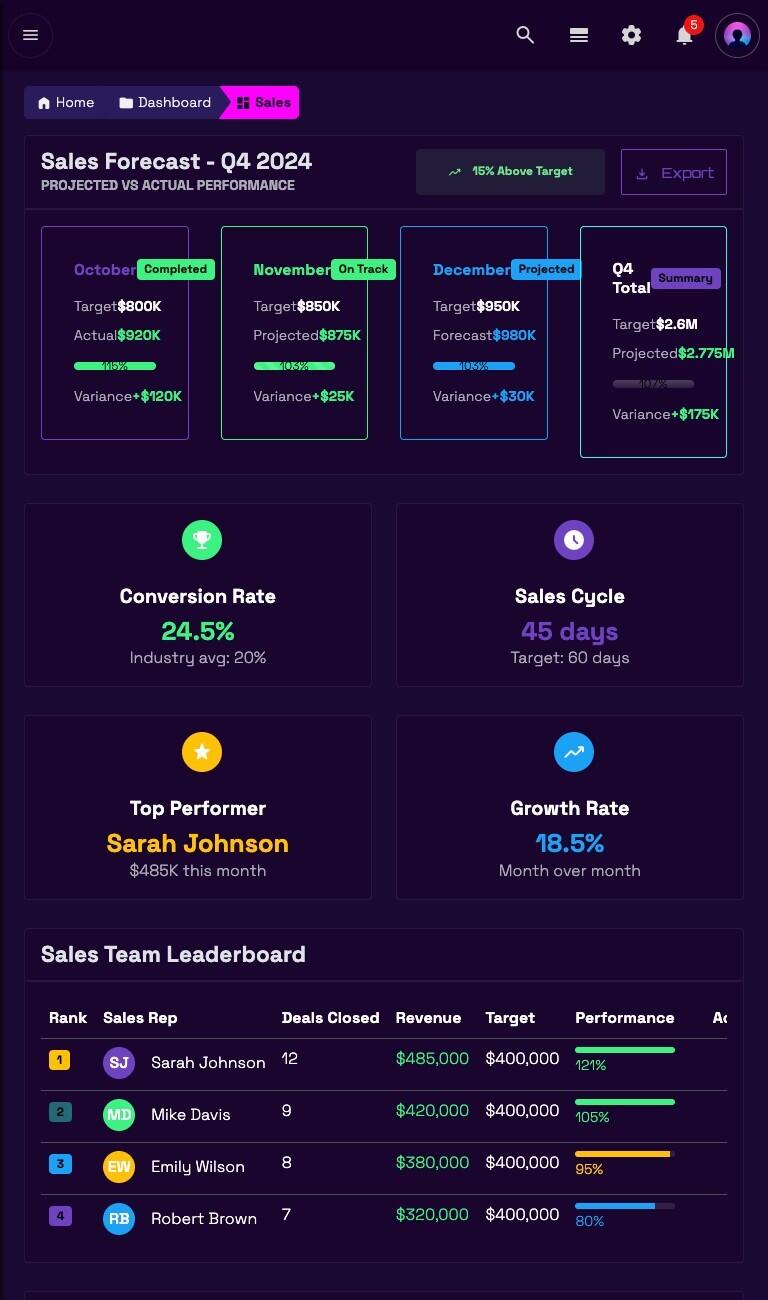 5
Home Dashboard Sales
Sales Forecast - Q4 2024
PROJECTED VS ACTUAL PERFORMANCE
15% Above Target
Export
October Completed
Target$800K
Actual$920K
115%
Variance+$120K
November On Track
Target$850K
Projected$875K
103%
Variance+$25K
December Projected
Target$950K
Forecast$980K
103%
Variance+$30K
Q4
Total Summary
Target$2.6M
Projected$2.775M
107%
Variance+$175K
Conversion Rate
24.5%
Industry avg: 20%
Sales Cycle
45 days
Target: 60 days
Top Performer
Sarah Johnson
$485K this month
Growth Rate
18.5%
Month over month
Sales Team Leaderboard
Rank Sales Rep Deals Closed Revenue Target Performance
1 SJ Sarah Johnson 12 $485,000 $400,000 121%
2 MD Mike Davis 9 $420,000 $400,000 105%
3 EW Emily Wilson 8 $380,000 $400,000 95%
4 RB Robert Brown 7 $320,000 $400,000 80%